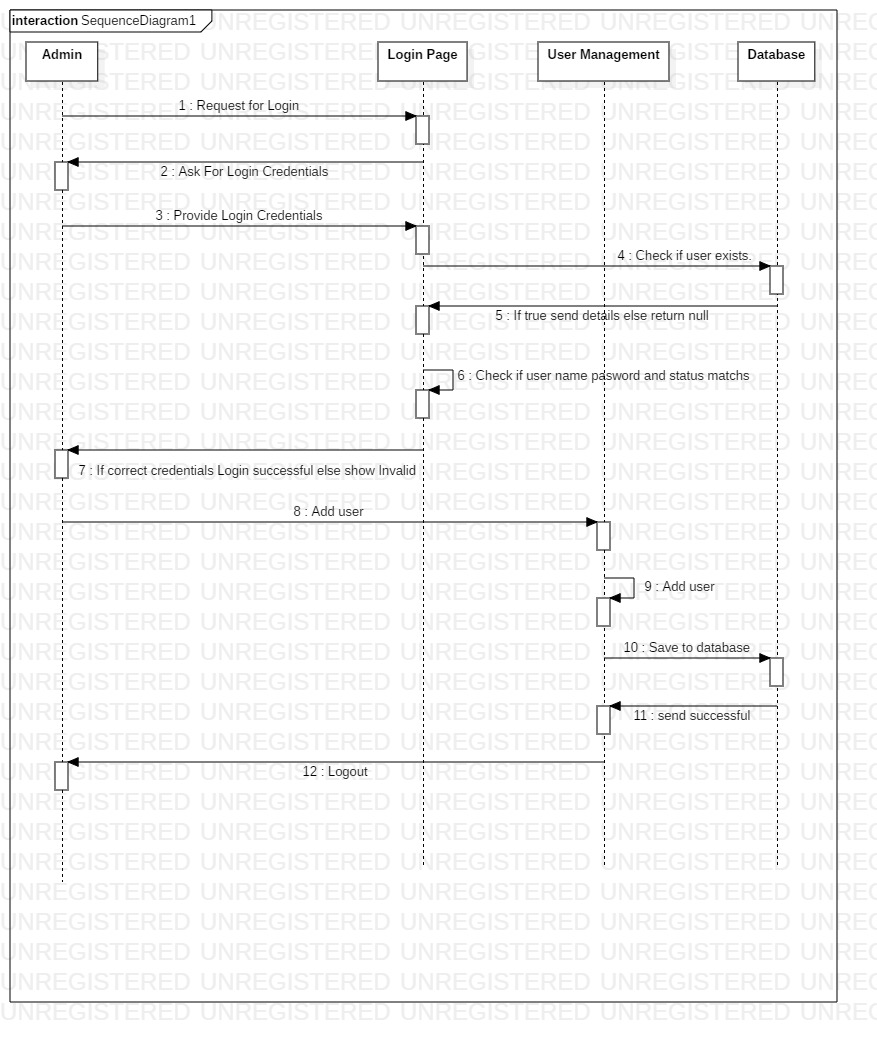 interaction SequenceDiagram1
Admin
Login Page
User Management
Database
1 : Request for Login
2 : Ask For Login Credentials
3 : Provide Login Credentials
4 : Check if user exists.
5 : If true send details else return null
6 : Check if user name pasword and status matchs
7 : If correct credentials Login successful else show Invalid
8 : Add user
9 : Add user
10 : Save to database
11 : send successful
12 : Logout
UNREGISTERED